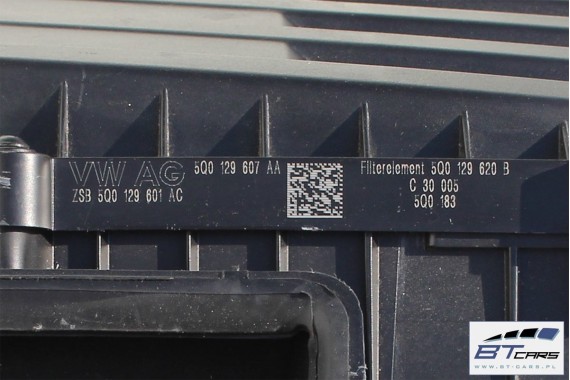 VW AG
5Q0 129 607 AA
ZSB 5Q0 129 601 AC
Filterelement 5Q0 129 620 B
C 30 005
5Q0 183
BT CARS
WWW.BT-CARS.PL